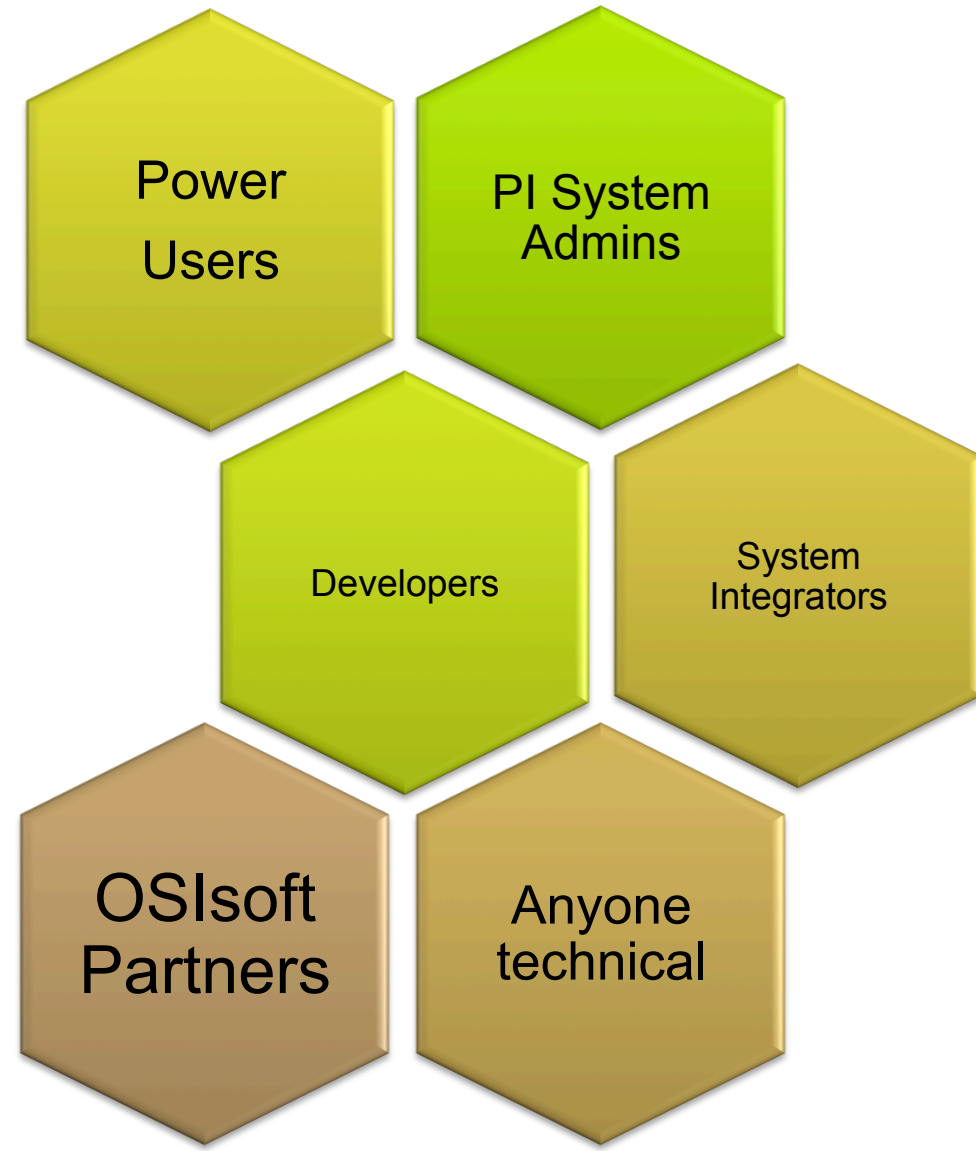 Power
Users
PI System
Admins
Developers
System
Integrators
OSIsoft
Partners
Anyone
technical